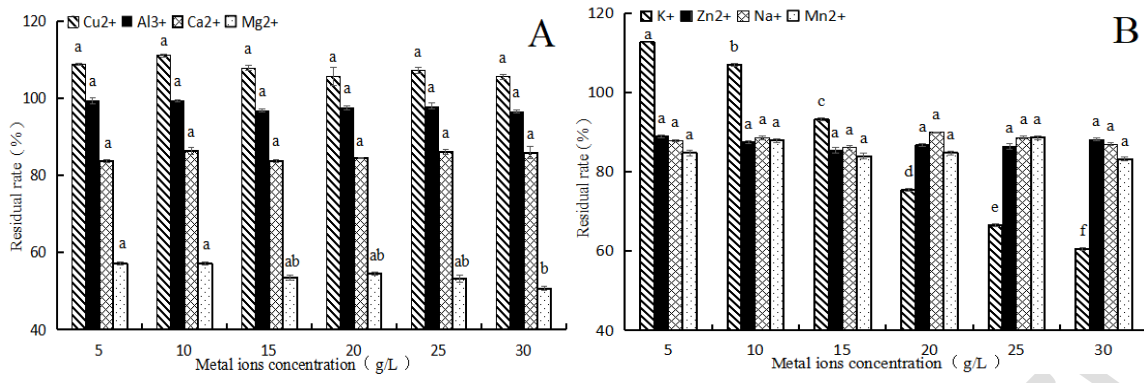 120
100
80
60
40
Residual rate（%）
Cu2+ Al3+ Ca2+ Mg2+
A
a a a a a a
a a a a a a
a a a a a a
a a ab ab ab b
5 10 15 20 25 30
Metal ions concentration（ g/L）
120
100
80
60
40
Residual rate（%）
K+ Zn2+ Na+ Mn2+
B
a b c d e f
a a a a a a
a a a a a a
a a a a a a
5 10 15 20 25 30
Metal ions concentration（ g/L）